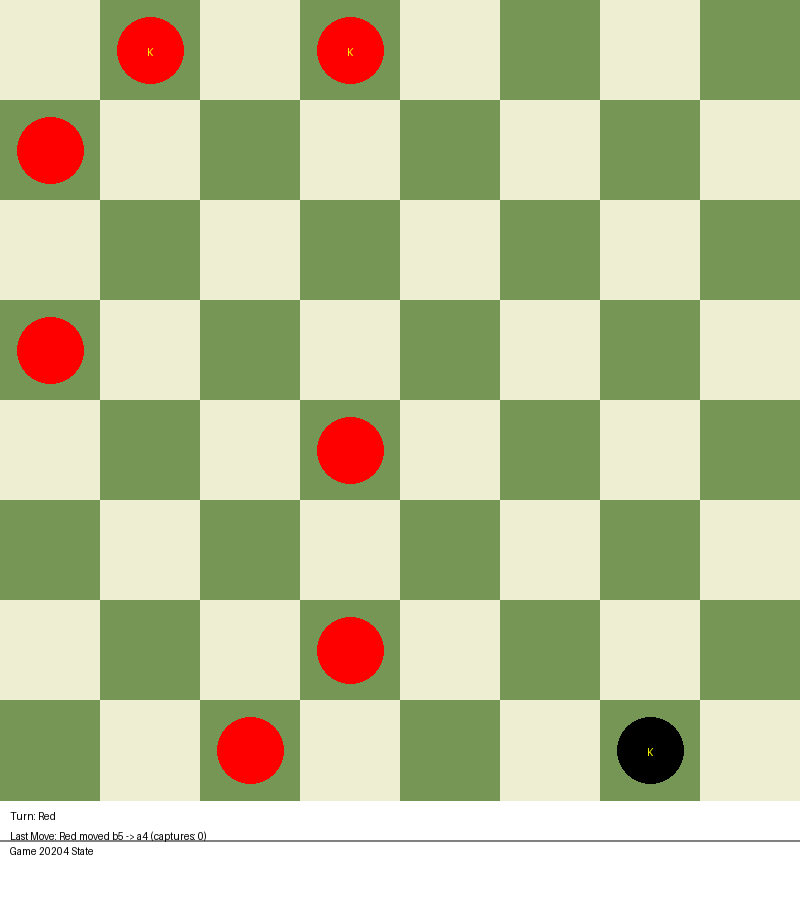 K K
K
Turn: Red
Last Move: Red moved b5 -> a4 (captures: 0)
Game 20204 State